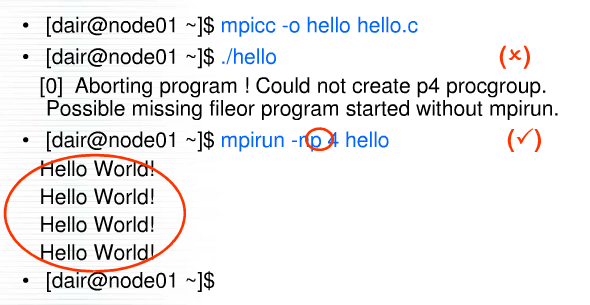 • [dair@node01 ~]$ mpicc -o hello hello.c
• [dair@node01 ~]$ ./hello (×)
[0] Aborting program ! Could not create p4 procgroup.
Possible missing fileor program started without mpirun.
• [dair@node01 ~]$ mpirun -np 4 hello (✓)
Hello World!
Hello World!
Hello World!
Hello World!
• [dair@node01 ~]$